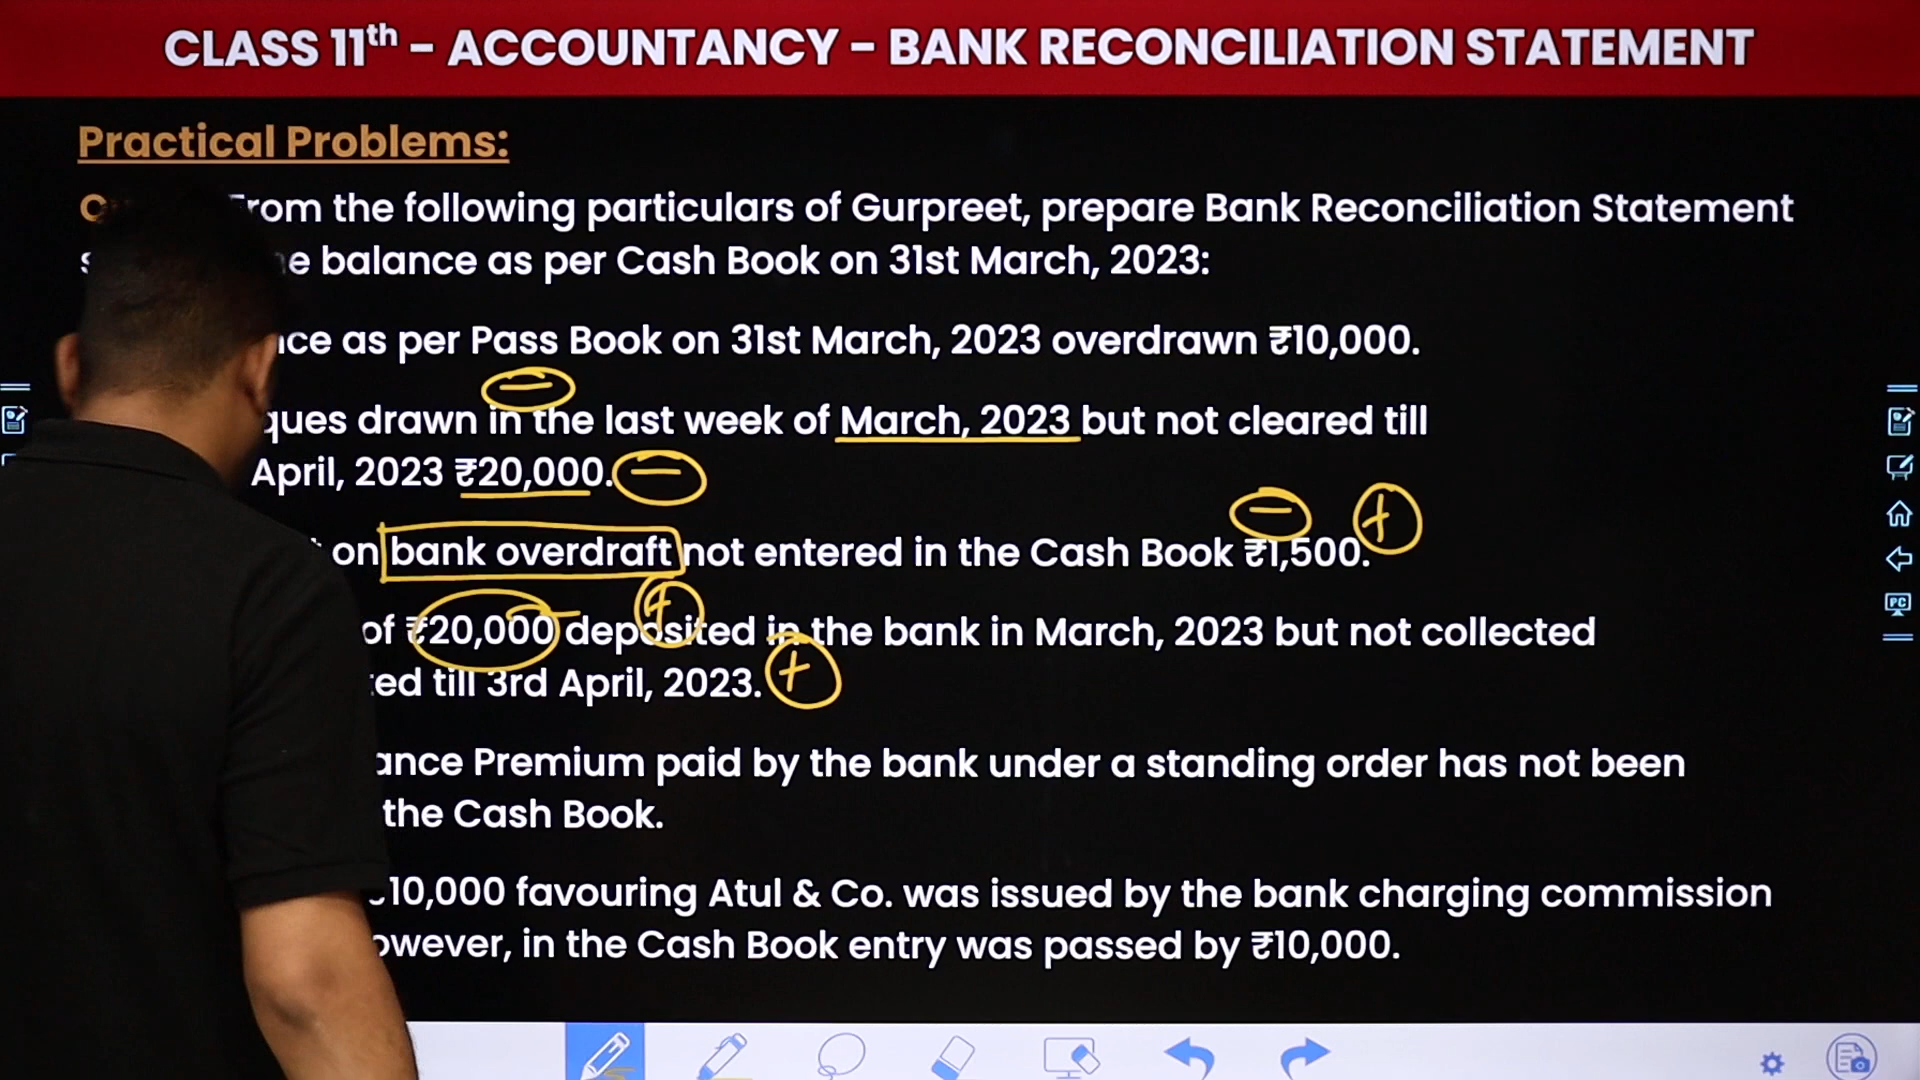 CLASS 11th - ACCOUNTANCY - BANK RECONCILIATION STATEMENT
Practical Problems:
From the following particulars of Gurpreet, prepare Bank Reconciliation Statement
balance as per Cash Book on 31st March, 2023:
as per Pass Book on 31st March, 2023 overdrawn ₹10,000.
drawn in the last week of March, 2023 but not cleared till
April, 2023 ₹20,000.
on bank overdraft not entered in the Cash Book ₹1,500.
of ₹20,000 deposited in the bank in March, 2023 but not collected
till 3rd April, 2023.
Premium paid by the bank under a standing order has not been
the Cash Book.
10,000 favouring Atul & Co. was issued by the bank charging commission
in the Cash Book entry was passed by ₹10,000.
PC